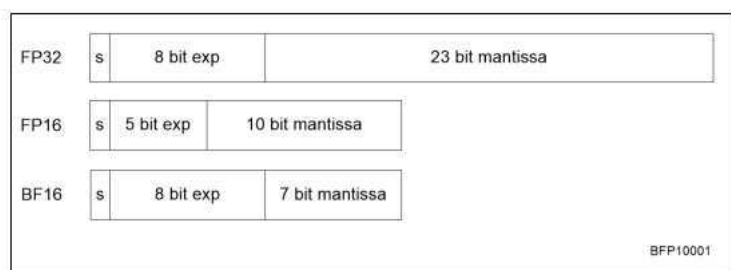 FP32 s 8 bit exp 23 bit mantissa
FP16 s 5 bit exp 10 bit mantissa
BF16 s 8 bit exp 7 bit mantissa
BFP10001